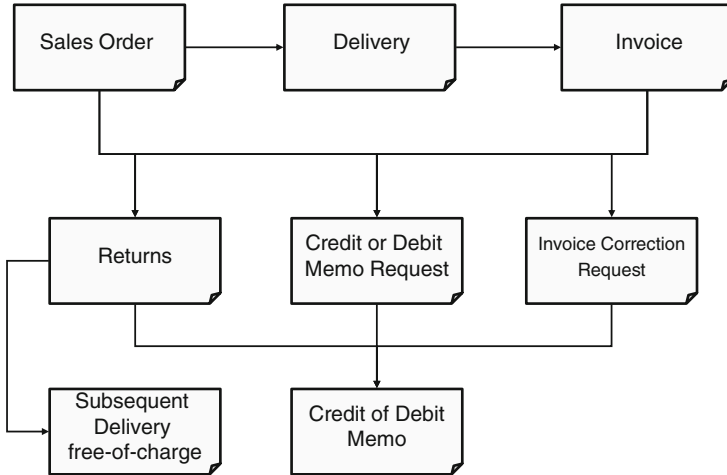 Sales Order
Delivery
Invoice
Returns
Credit or Debit
Memo Request
Invoice Correction
Request
Subsequent
Delivery
free-of-charge
Credit of Debit
Memo